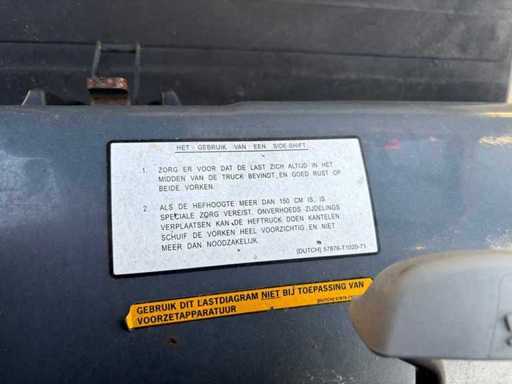 HET GEBRUIK VAN EEN SIDE-SHIFT
1. ZORG ER VOOR DAT DE LAST ZICH ALTIJD IN HET
MIDDEN VAN DE TRUCK BEVINDT, EN GOED RUST OP
BEIDE VORKEN.
2. ALS DE HEFHOOGTE MEER DAN 150 CM IS, IS
SPECIALE ZORG VEREIST, ONVERHOEDS ZIJDELINGS
VERPLAATSEN KAN DE HEFTRUCK DOEN KANTELEN
SCHUIF DE VORKEN HEEL VOORZICHTIG, EN NIET
MEER DAN NOODZAKELIJK.
[DUTCH] 57876-T1020-71
GEBRUIK DIT LASTDIAGRAM NIET BIJ TOEPASSING VAN
VOORZETAPPARATUUR